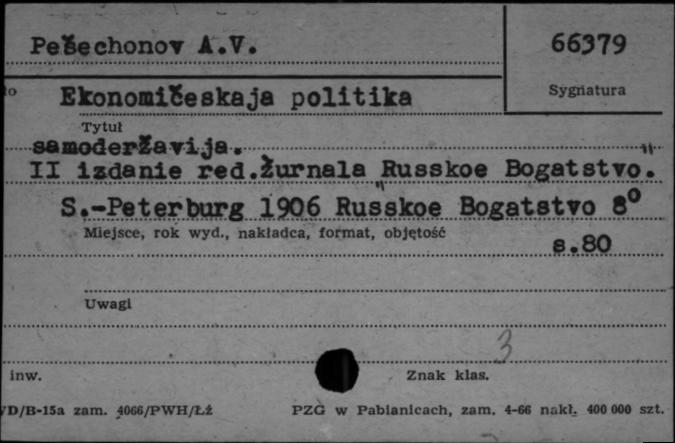 Pešechonov A.V.
66379
Sygnatura
Ekonomičeskaja politika
Tytuł
samoderžavija.
II izdanie red.žurnala Russkoe Bogatstvo."
S.-Peterburg 1906 "Russkoe Bogatstvo 8°
Miejsce, rok wyd., nakładca, format, objętość
s.80
Uwagi
3
inw.
Znak klas.
/D/B-15a zam. 4066/PWH/Łź
PZG w Pabianicach, zam. 4-66 nakł. 400 000 szt.